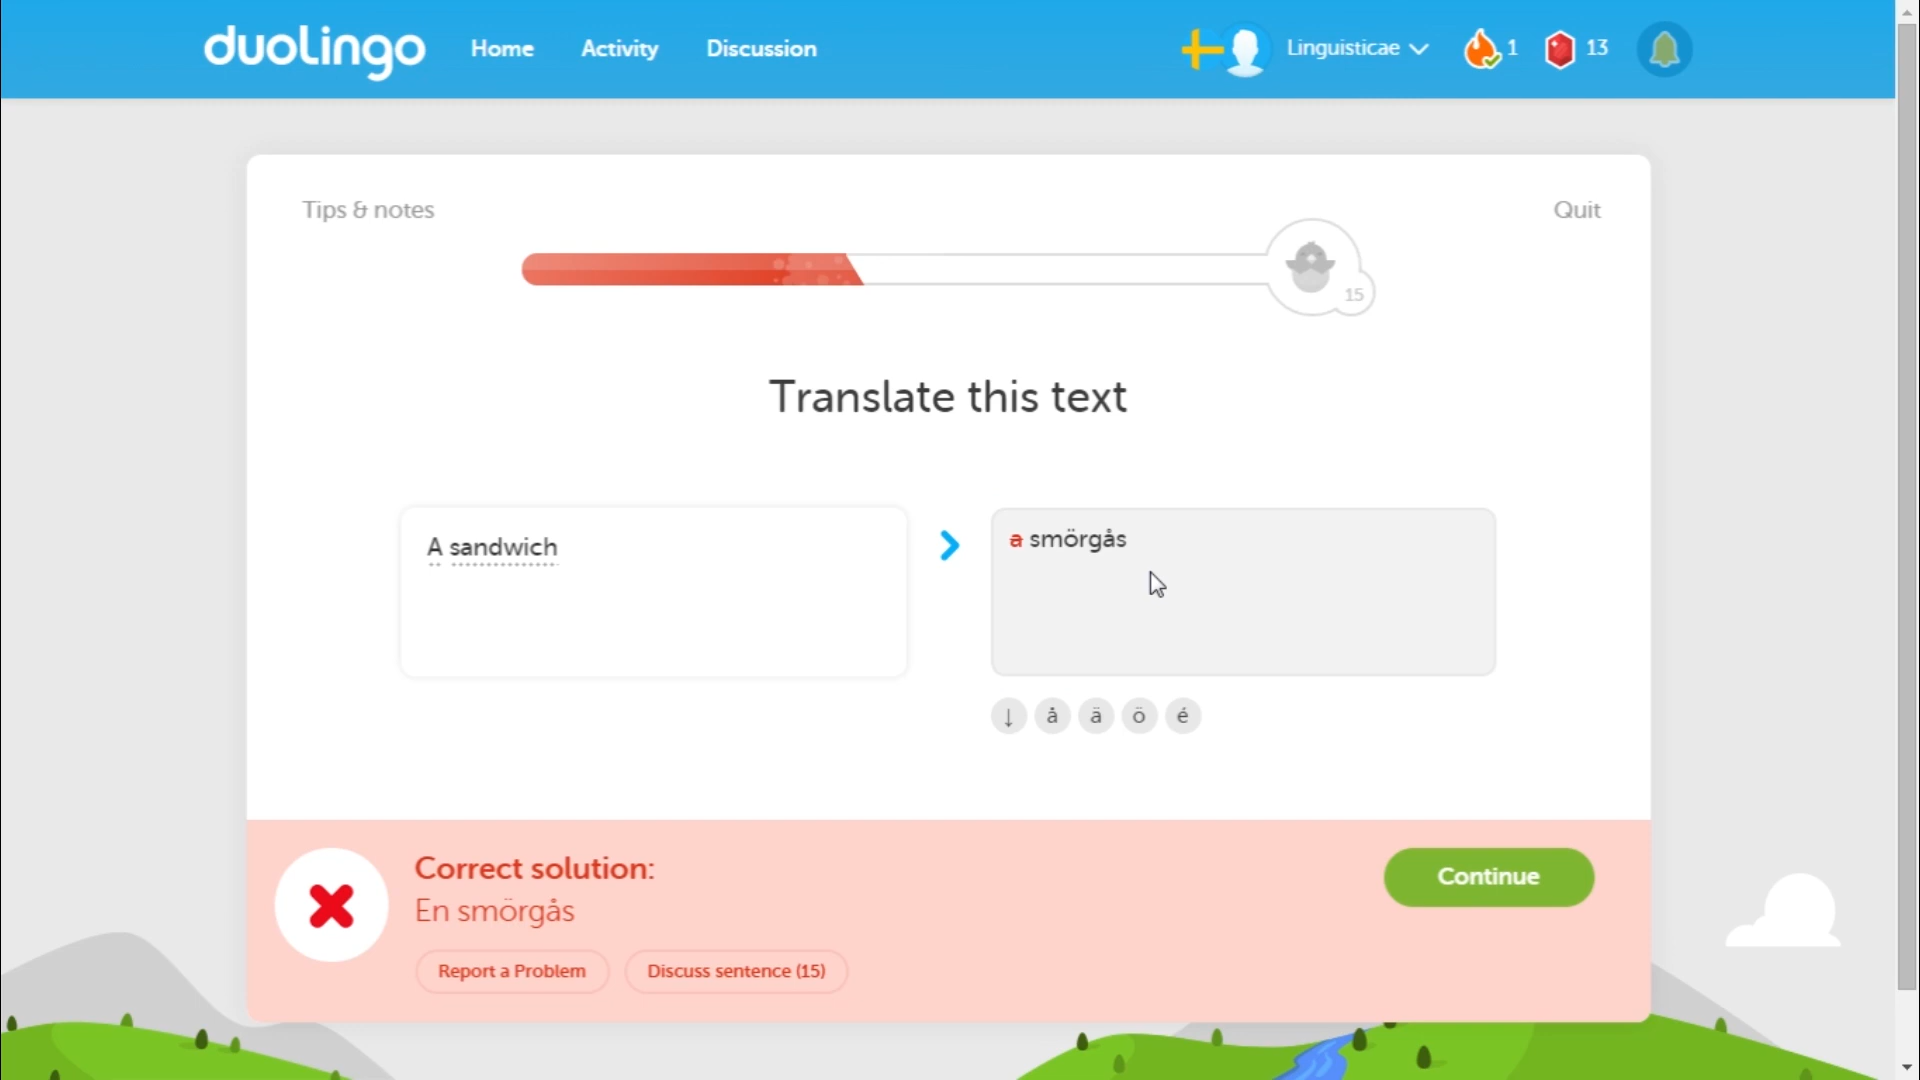 duolingo Home Activity Discussion Linguisticae 1 13
Tips & notes Quit
15
Translate this text
A sandwich a smörgås
↓ å ä ö é
Correct solution:
En smörgås
Continue
Report a Problem Discuss sentence (15)